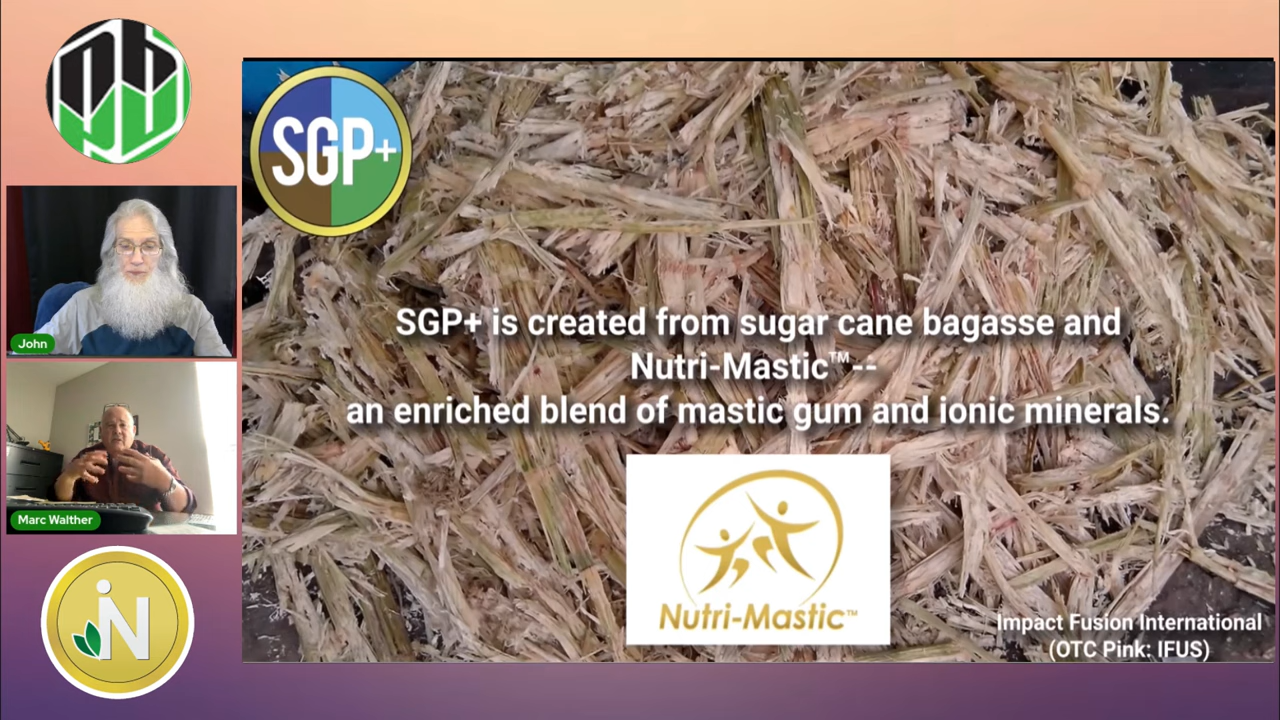 SGP+
SGP+ is created from sugar cane bagasse and
Nutri-Mastic™--
an enriched blend of mastic gum and ionic minerals.
Nutri-Mastic™
Impact Fusion International
(OTC Pink: IFUS)
John
Marc Walther
iN